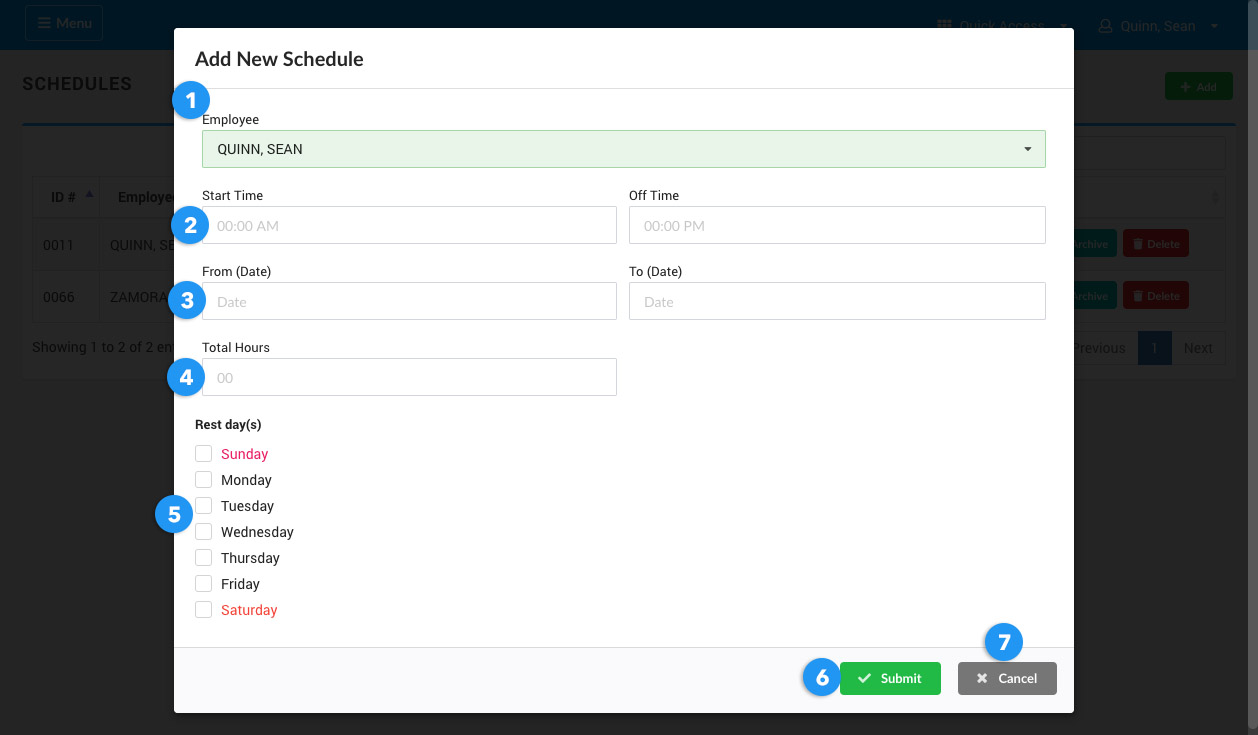 Menu
Quick Access
Quinn, Sean
Add New Schedule
SCHEDULES
Add
1
Employee
QUINN, SEAN
ID #
Employee
Start Time
Off Time
2
00:00 AM
00:00 PM
0011
QUINN, SE
Archive
Delete
From (Date)
To (Date)
3
Date
Date
0066
ZAMORA
Archive
Delete
Showing 1 to 2 of 2 en
Total Hours
Previous
1
Next
4
00
Rest day(s)
Sunday
Monday
Tuesday
5
Wednesday
Thursday
Friday
Saturday
7
6
Submit
Cancel